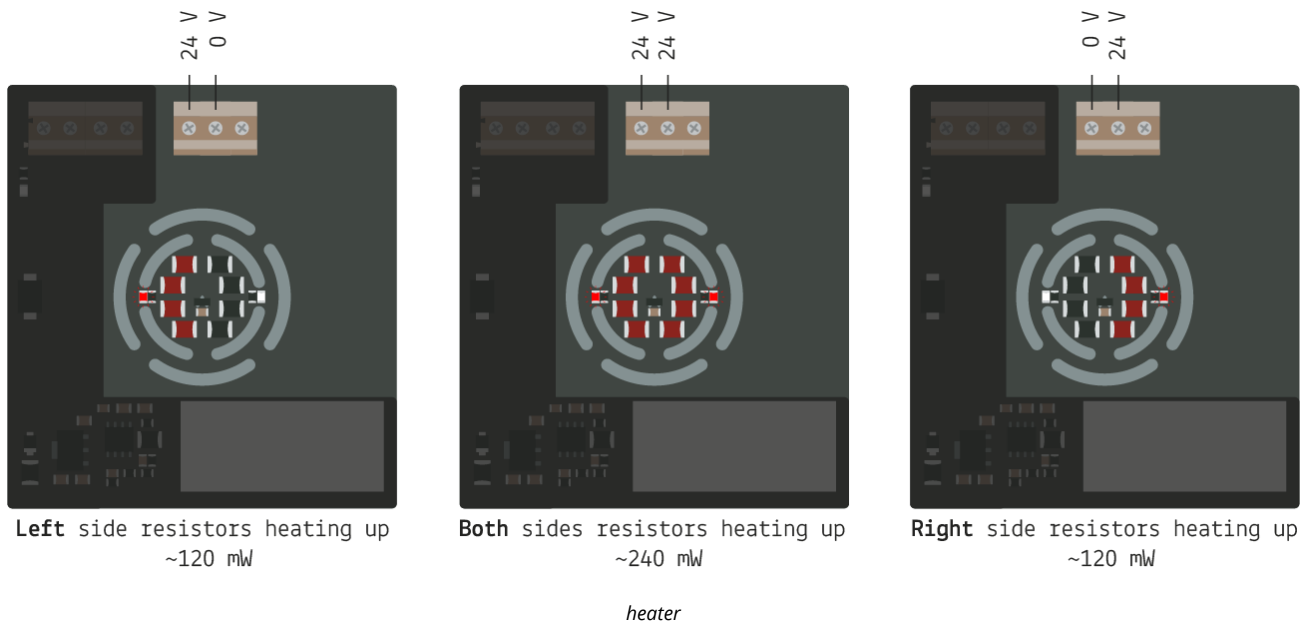 24 V
0 V
24 V
24 V
0 V
24 V
Left side resistors heating up
~120 mW
Both sides resistors heating up
~240 mW
Right side resistors heating up
~120 mW
heater